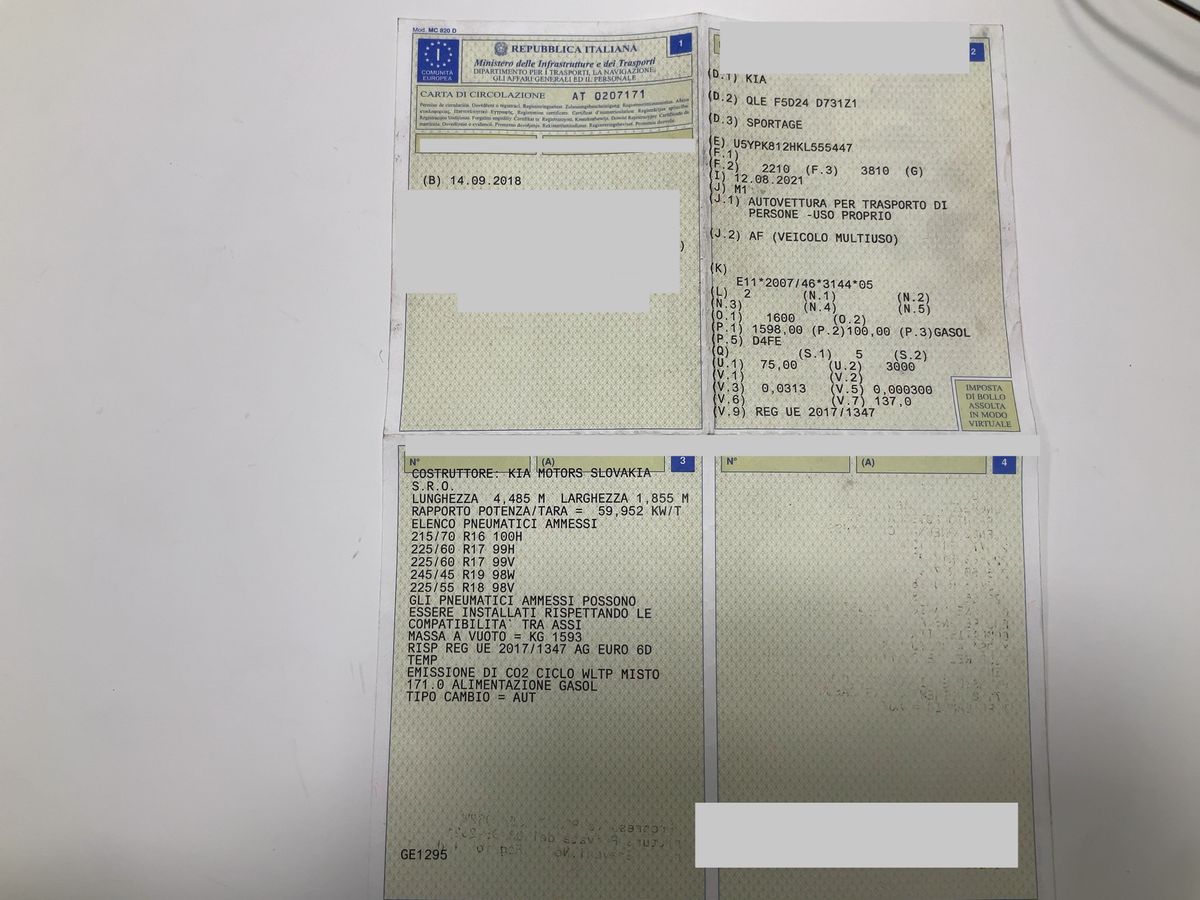 Mod. MC 820 D
I
COMUNITÀ
EUROPEA
REPUBBLICA ITALIANA
Ministero delle Infrastrutture e dei Trasporti
DIPARTIMENTO PER I TRASPORTI, LA NAVIGAZIONE,
GLI AFFARI GENERALI ED IL PERSONALE
1
CARTA DI CIRCOLAZIONE AT 0207171
(B) 14.09.2018
)
2
(D.1) KIA
(D.2) QLE F5D24 D731Z1
(D.3) SPORTAGE
(E) U5YPK812HKL555447
(F.1)
(F.2) 2210 (F.3) 3810 (G)
(I) 12.08.2021
(J) M1
(J.1) AUTOVETTURA PER TRASPORTO DI
PERSONE -USO PROPRIO
(J.2) AF (VEICOLO MULTIUSO)
(K)
E11*2007/46*3144*05
(L) 2 (N.1) (N.2)
(N.3) (N.4) (N.5)
(O.1) 1600 (O.2)
(P.1) 1598,00 (P.2)100,00 (P.3)GASOL
(P.5) D4FE
(Q) (S.1) 5 (S.2)
(U.1) 75,00 (U.2) 3000
(V.1) (V.2)
(V.3) 0,0313 (V.5) 0,000300
(V.6) (V.7) 137,0
(V.9) REG UE 2017/1347
IMPOSTA
DI BOLLO
ASSOLTA
IN MODO
VIRTUALE
N° (A) 3
COSTRUTTORE: KIA MOTORS SLOVAKIA
S.R.O.
LUNGHEZZA 4,485 M LARGHEZZA 1,855 M
RAPPORTO POTENZA/TARA = 59,952 KW/T
ELENCO PNEUMATICI AMMESSI
215/70 R16 100H
225/60 R17 99H
225/60 R17 99V
245/45 R19 98W
225/55 R18 98V
GLI PNEUMATICI AMMESSI POSSONO
ESSERE INSTALLATI RISPETTANDO LE
COMPATIBILITA` TRA ASSI
MASSA A VUOTO = KG 1593
RISP REG UE 2017/1347 AG EURO 6D
TEMP
EMISSIONE DI CO2 CICLO WLTP MISTO
171.0 ALIMENTAZIONE GASOL
TIPO CAMBIO = AUT
GE1295
N° (A) 4